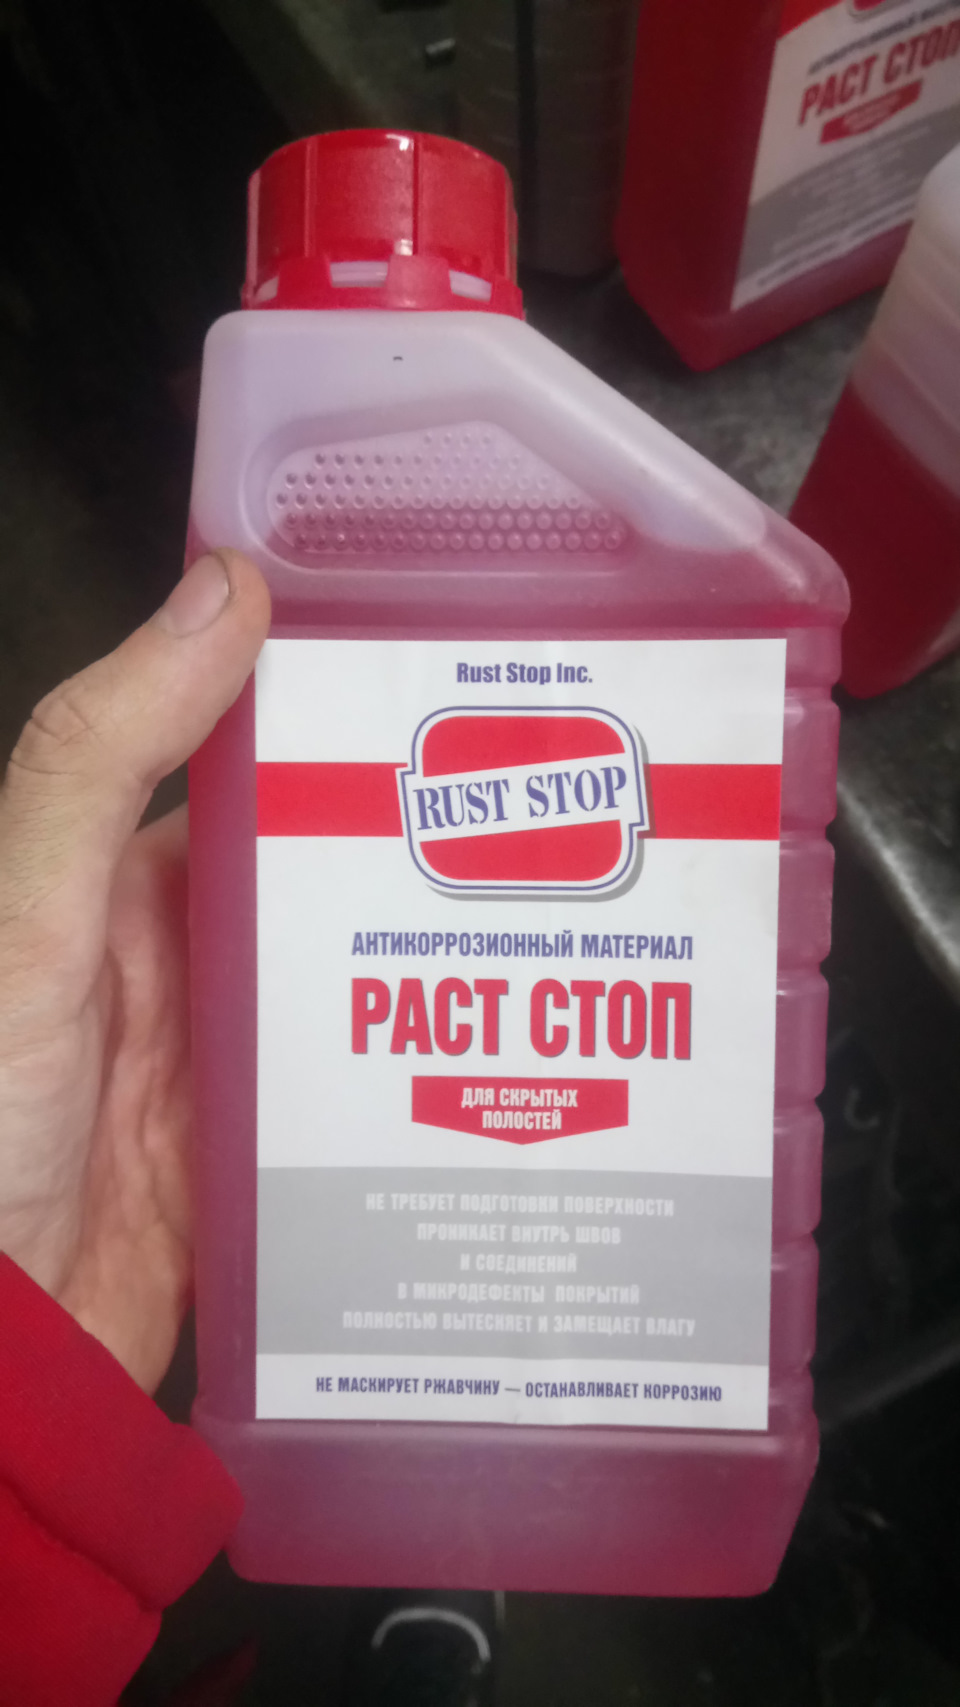 Rust Stop Inc.
RUST STOP
АНТИКОРРОЗИОННЫЙ МАТЕРИАЛ
РАСТ СТОП
ДЛЯ СКРЫТЫХ
ПОЛОСТЕЙ
НЕ ТРЕБУЕТ ПОДГОТОВКИ ПОВЕРХНОСТИ
ПРОНИКАЕТ ВНУТРЬ ШВОВ
И СОЕДИНЕНИЙ
В МИКРОДЕФЕКТЫ ПОКРЫТИЙ
ПОЛНОСТЬЮ ВЫТЕСНЯЕТ И ЗАМЕЩАЕТ ВЛАГУ
НЕ МАСКИРУЕТ РЖАВЧИНУ — ОСТАНАВЛИВАЕТ КОРРОЗИЮ
РАСТ СТОП